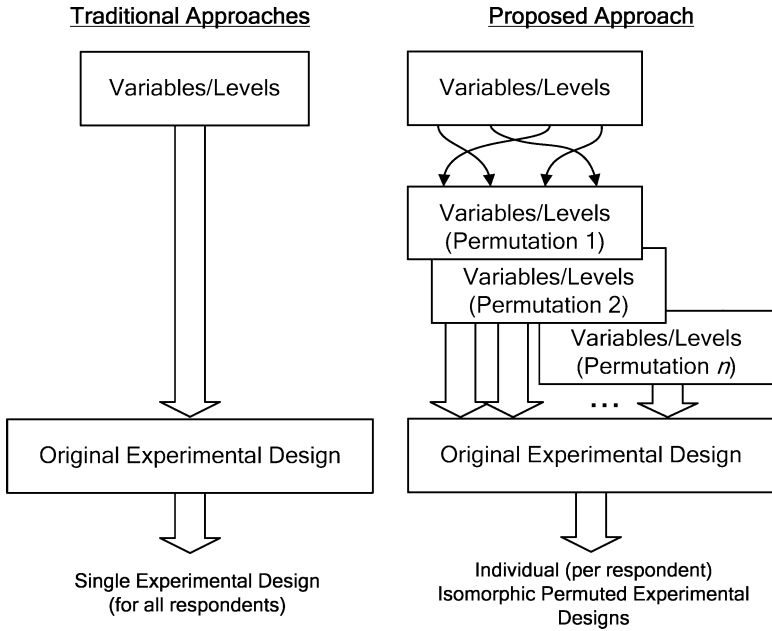 Traditional Approaches
Variables/Levels
Original Experimental Design
Single Experimental Design
(for all respondents)
Proposed Approach
Variables/Levels
Variables/Levels
(Permutation 1)
Variables/Levels
(Permutation 2)
Variables/Levels
(Permutation n)
...
Original Experimental Design
Individual (per respondent)
Isomorphic Permuted Experimental
Designs